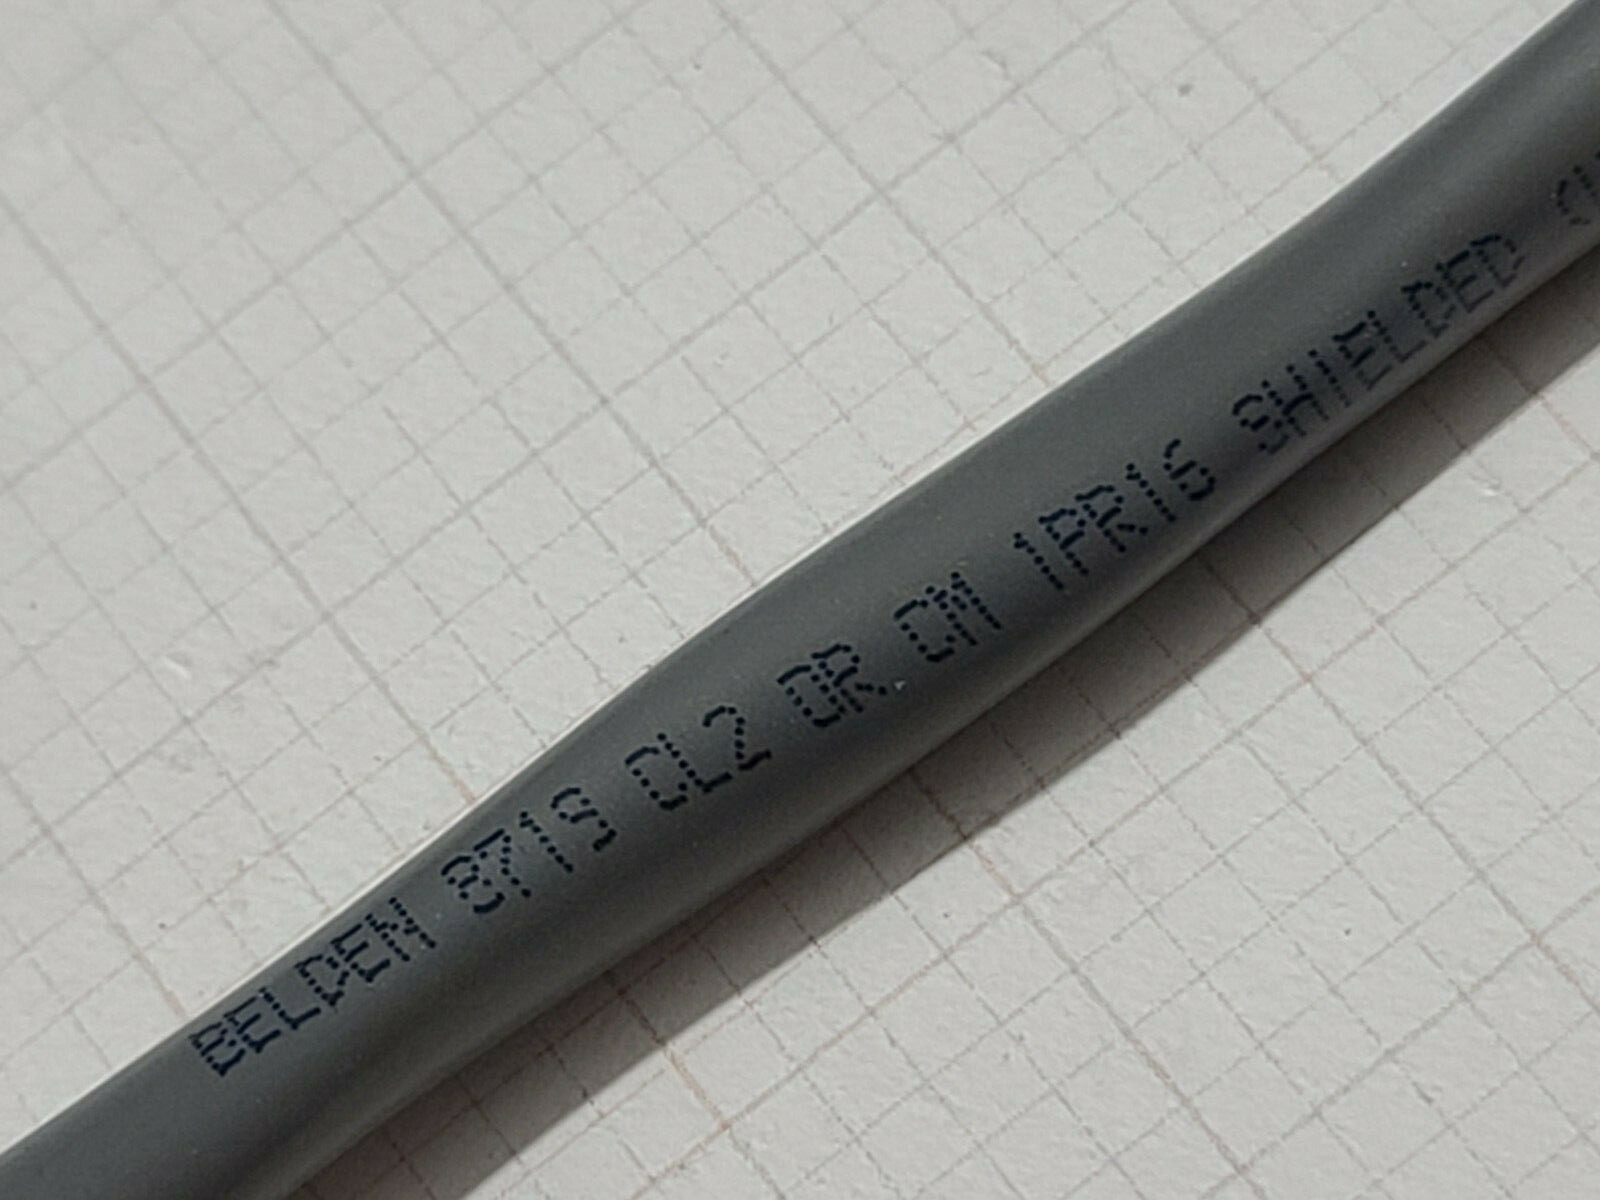 BELDEN 8719 CL2 OR CM 1PR16 SHIELDED